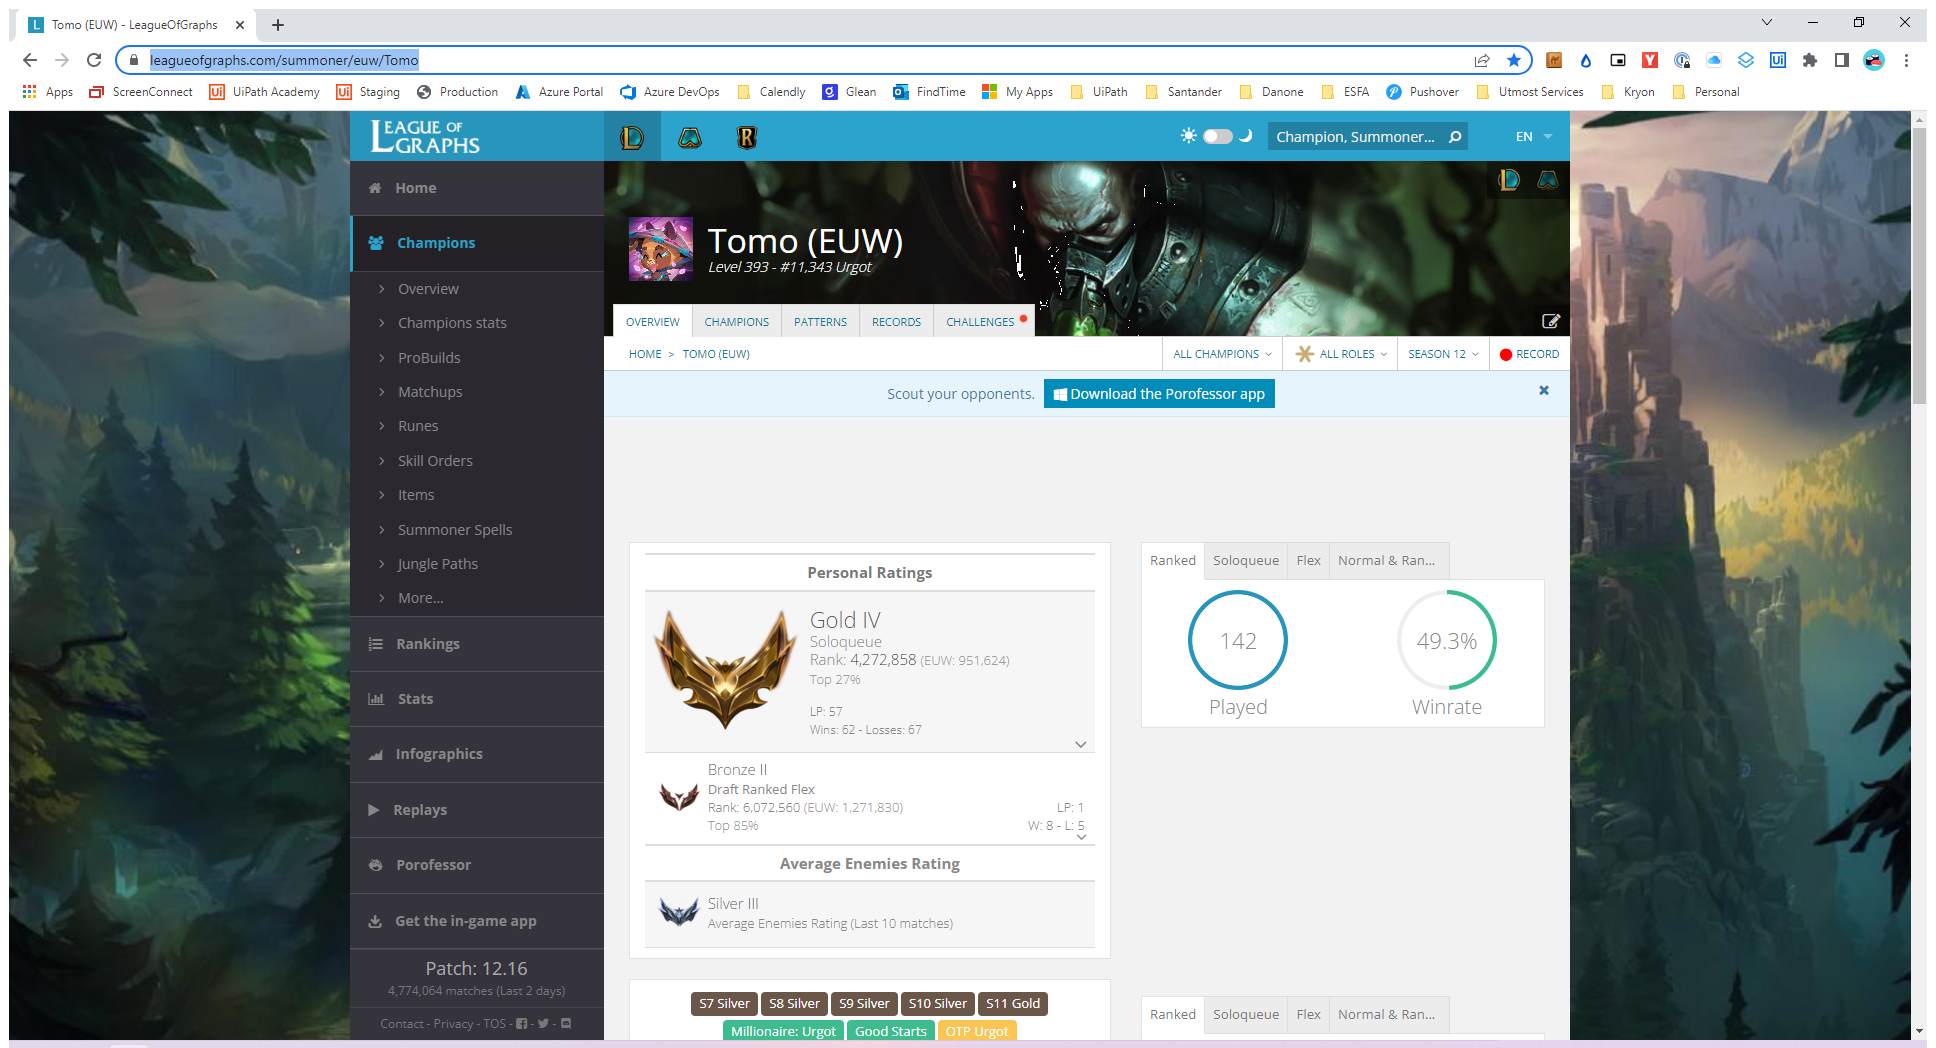 Tomo (EUW) - LeagueOfGraphs
leagueofgraphs.com/summoner/euw/Tomo
Apps ScreenConnect UiPath Academy Staging Production Azure Portal Azure DevOps Calendly Glean FindTime My Apps UiPath Santander Danone ESFA Pushover Utmost Services Kryon Personal
LEAGUE OF
GRAPHS
Champion, Summoner... EN
Home
Champions
Overview
Champions stats
ProBuilds
Matchups
Runes
Skill Orders
Items
Summoner Spells
Jungle Paths
More...
Rankings
Stats
Infographics
Replays
Porofessor
Get the in-game app
Patch: 12.16
4,774,064 matches (Last 2 days)
Contact - Privacy - TOS - - -
Tomo (EUW)
Level 393 - #11,343 Urgot
OVERVIEW CHAMPIONS PATTERNS RECORDS CHALLENGES
HOME > TOMO (EUW) ALL CHAMPIONS ALL ROLES SEASON 12 RECORD
Scout your opponents. Download the Porofessor app
Personal Ratings
Gold IV
Soloqueue
Rank: 4,272,858 (EUW: 951,624)
Top 27%
LP: 57
Wins: 62 - Losses: 67
Bronze II
Draft Ranked Flex
Rank: 6,072,560 (EUW: 1,271,830) LP: 1
Top 85% W: 8 - L: 5
Average Enemies Rating
Silver III
Average Enemies Rating (Last 10 matches)
S7 Silver S8 Silver S9 Silver S10 Silver S11 Gold
Millionaire: Urgot Good Starts OTP Urgot
Ranked Soloqueue Flex Normal & Ran...
142 49.3%
Played Winrate
Ranked Soloqueue Flex Normal & Ran...